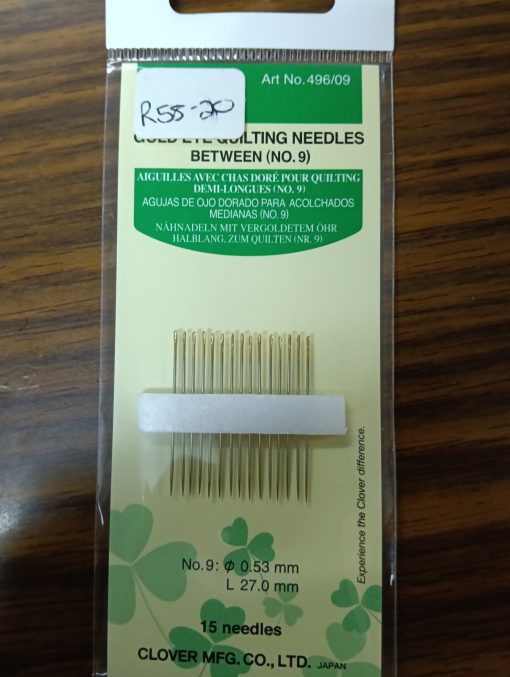 R55-20
Art No. 496/09
GOLD EYE QUILTING NEEDLES
BETWEEN (NO. 9)
AIGUILLES AVEC CHAS DORÉ POUR QUILTING
DEMI-LONGUES (NO. 9)
AGUJAS DE OJO DORADO PARA ACOLCHADOS
MEDIANAS (NO. 9)
NÄHNADELN MIT VERGOLDETEM ÖHR
HALBLANG, ZUM QUILTEN (NR. 9)
Experience the Clover difference.
No.9: φ 0.53 mm
L 27.0 mm
15 needles
CLOVER MFG. CO., LTD. JAPAN